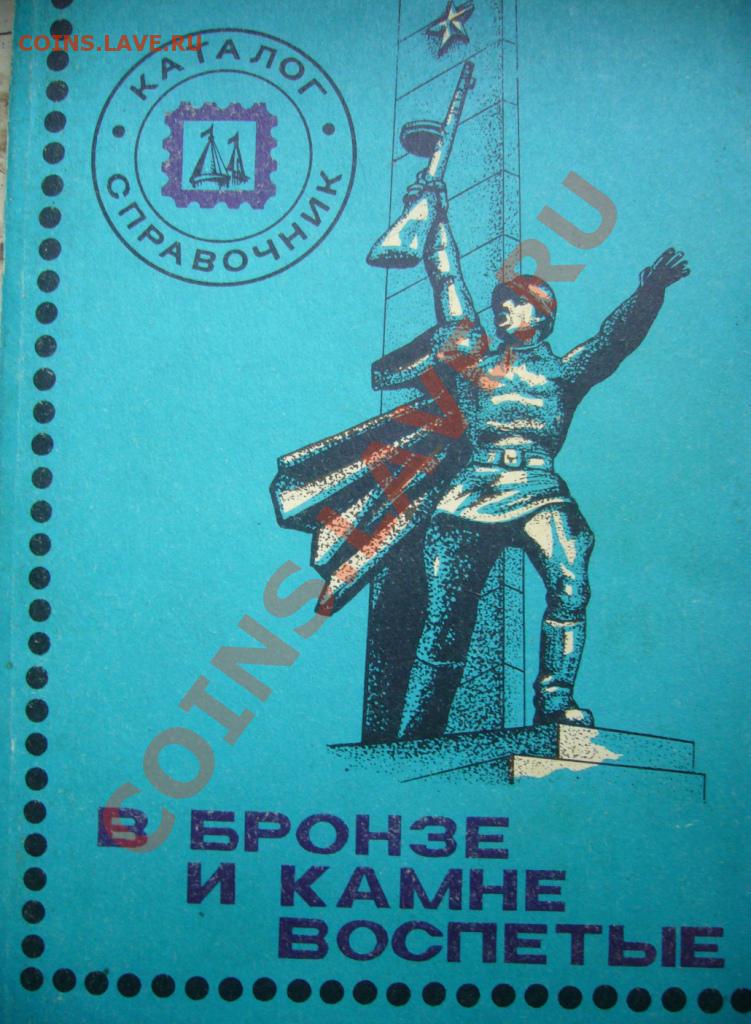 COINS.LAVE.RU
КАТАЛОГ
СПРАВОЧНИК
COINS.LAVE.RU
В БРОНЗЕ
И КАМНЕ
ВОСПЕТЫЕ